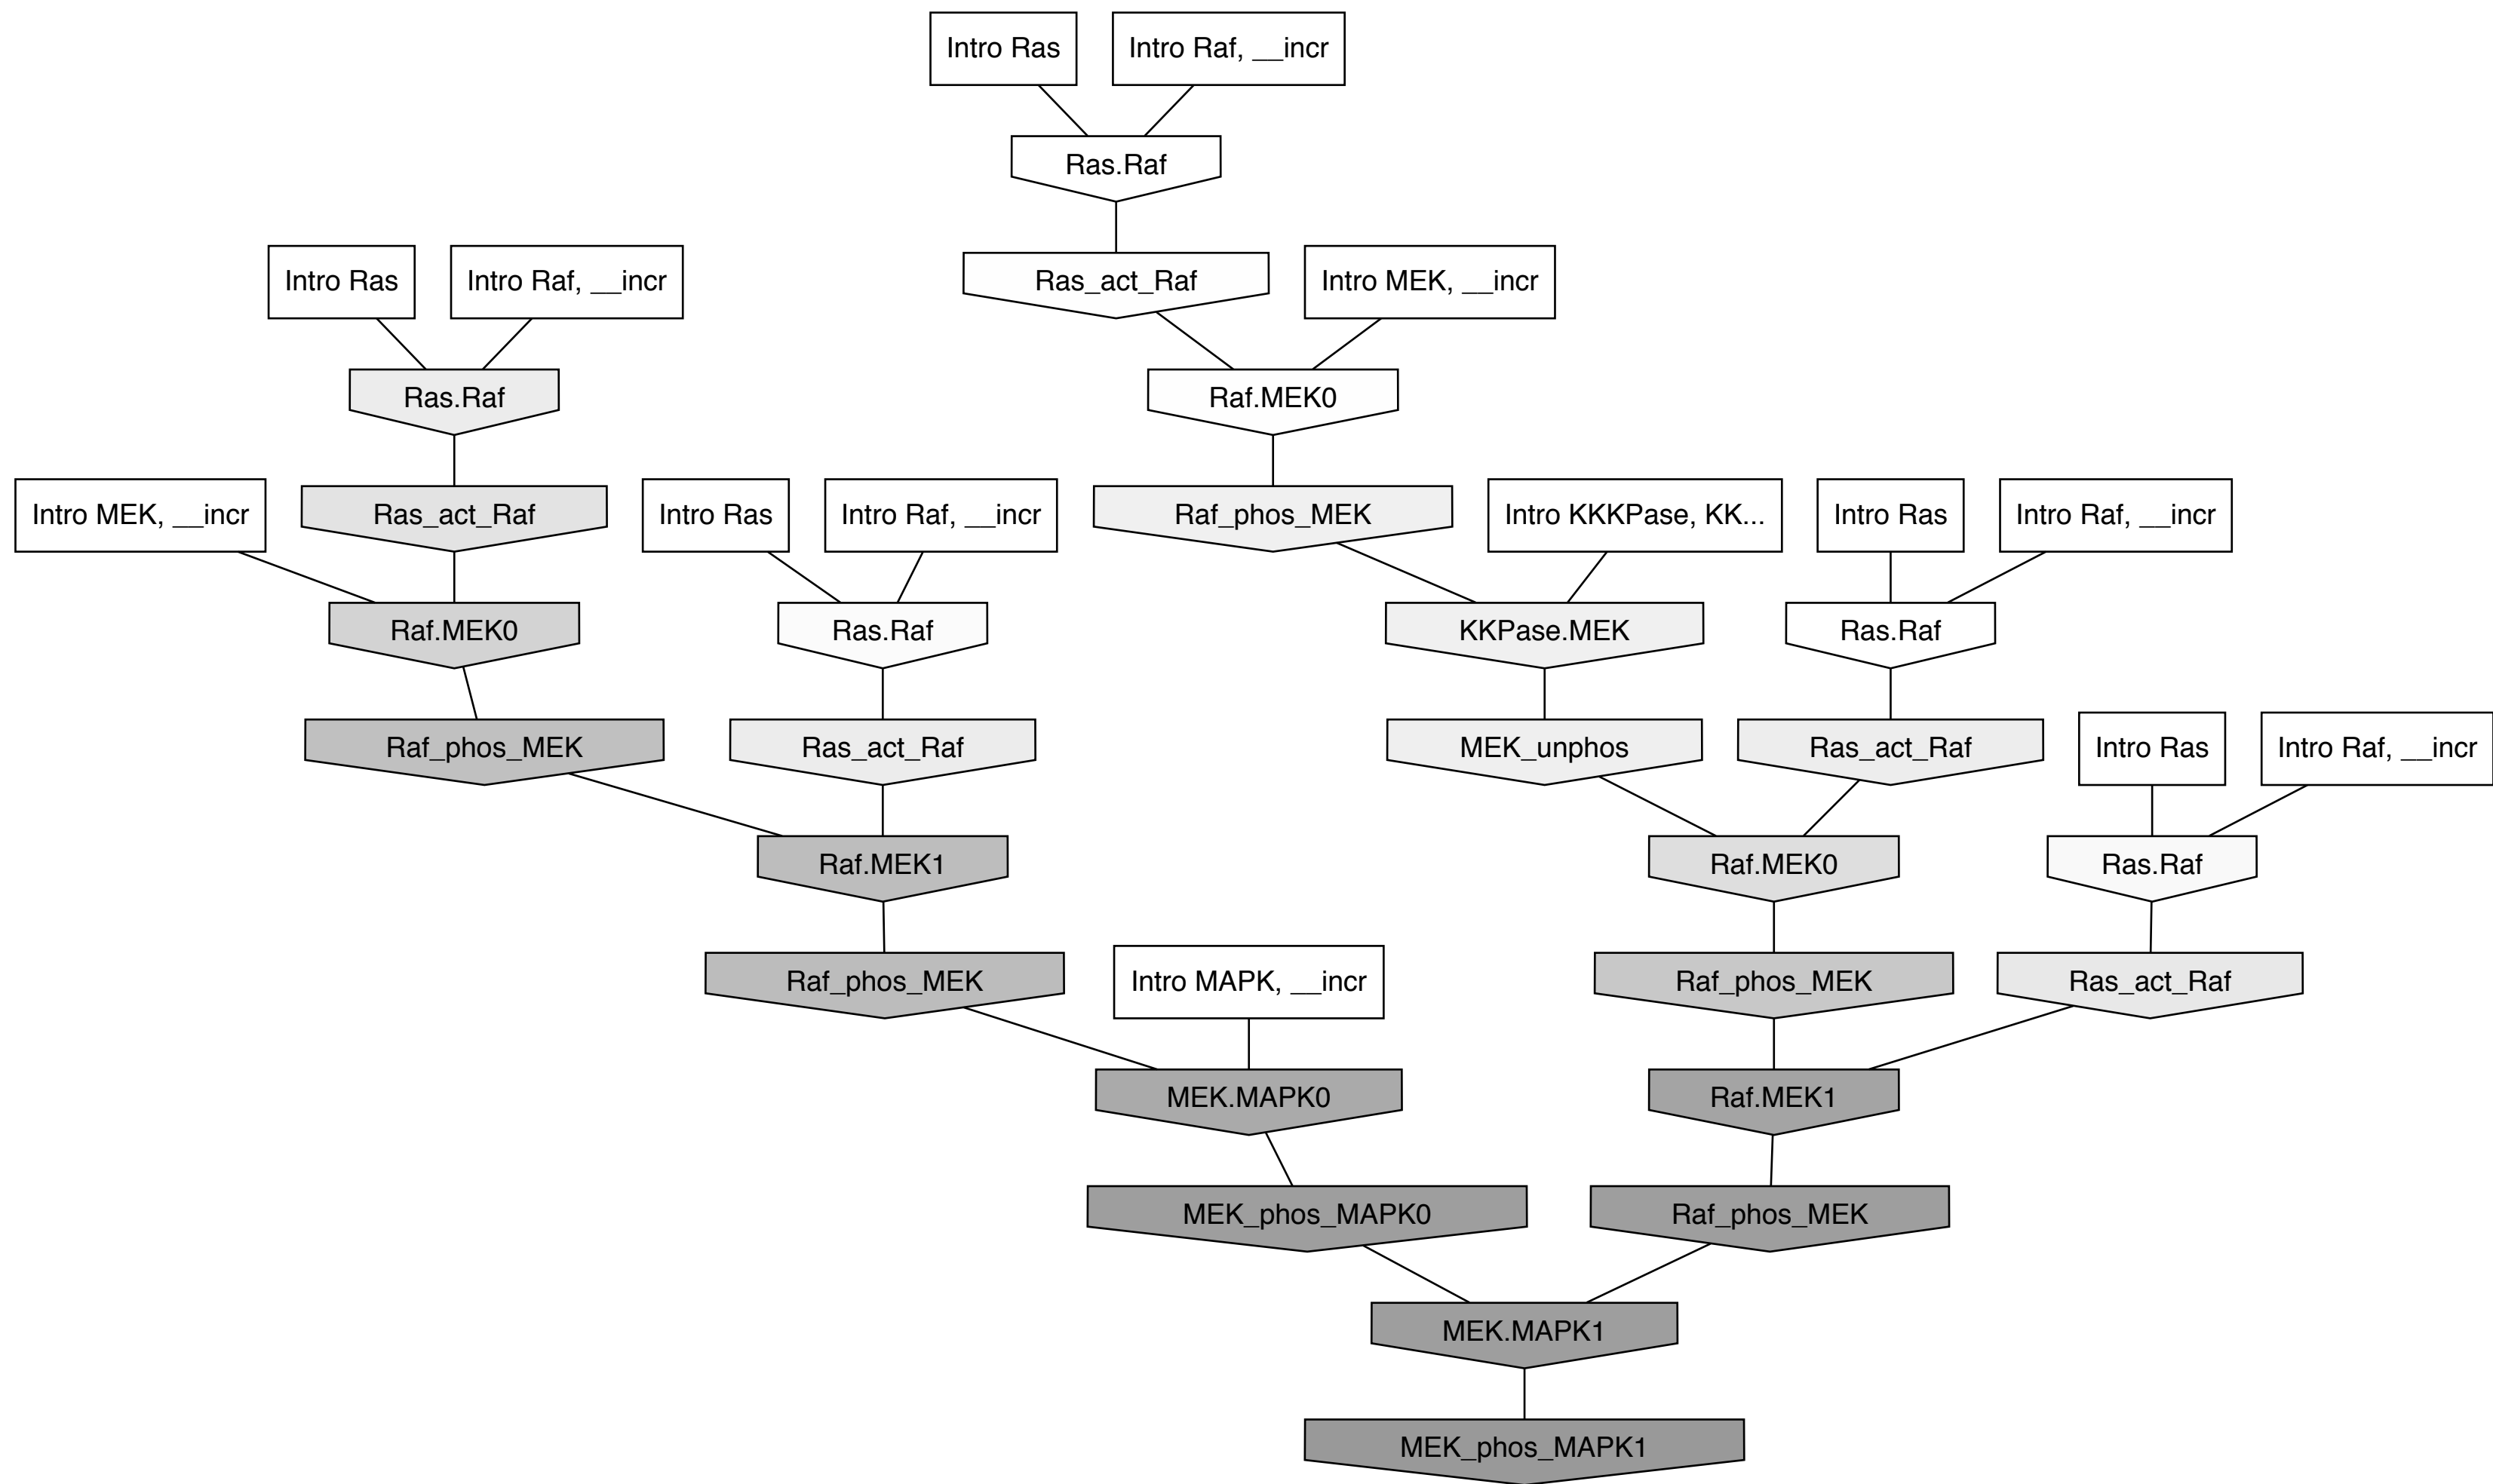 Intro Ras
Intro Raf, __incr
Ras.Raf
Intro Ras
Intro Raf, __incr
Ras_act_Raf
Intro MEK, __incr
Ras.Raf
Raf.MEK0
Intro MEK, __incr
Ras_act_Raf
Intro Ras
Intro Raf, __incr
Raf_phos_MEK
Intro KKKPase, KK...
Intro Ras
Intro Raf, __incr
Raf.MEK0
Ras.Raf
KKPase.MEK
Ras.Raf
Raf_phos_MEK
Ras_act_Raf
MEK_unphos
Ras_act_Raf
Intro Ras
Intro Raf, __incr
Raf.MEK1
Raf.MEK0
Ras.Raf
Raf_phos_MEK
Intro MAPK, __incr
Raf_phos_MEK
Ras_act_Raf
MEK.MAPK0
Raf.MEK1
MEK_phos_MAPK0
Raf_phos_MEK
MEK.MAPK1
MEK_phos_MAPK1